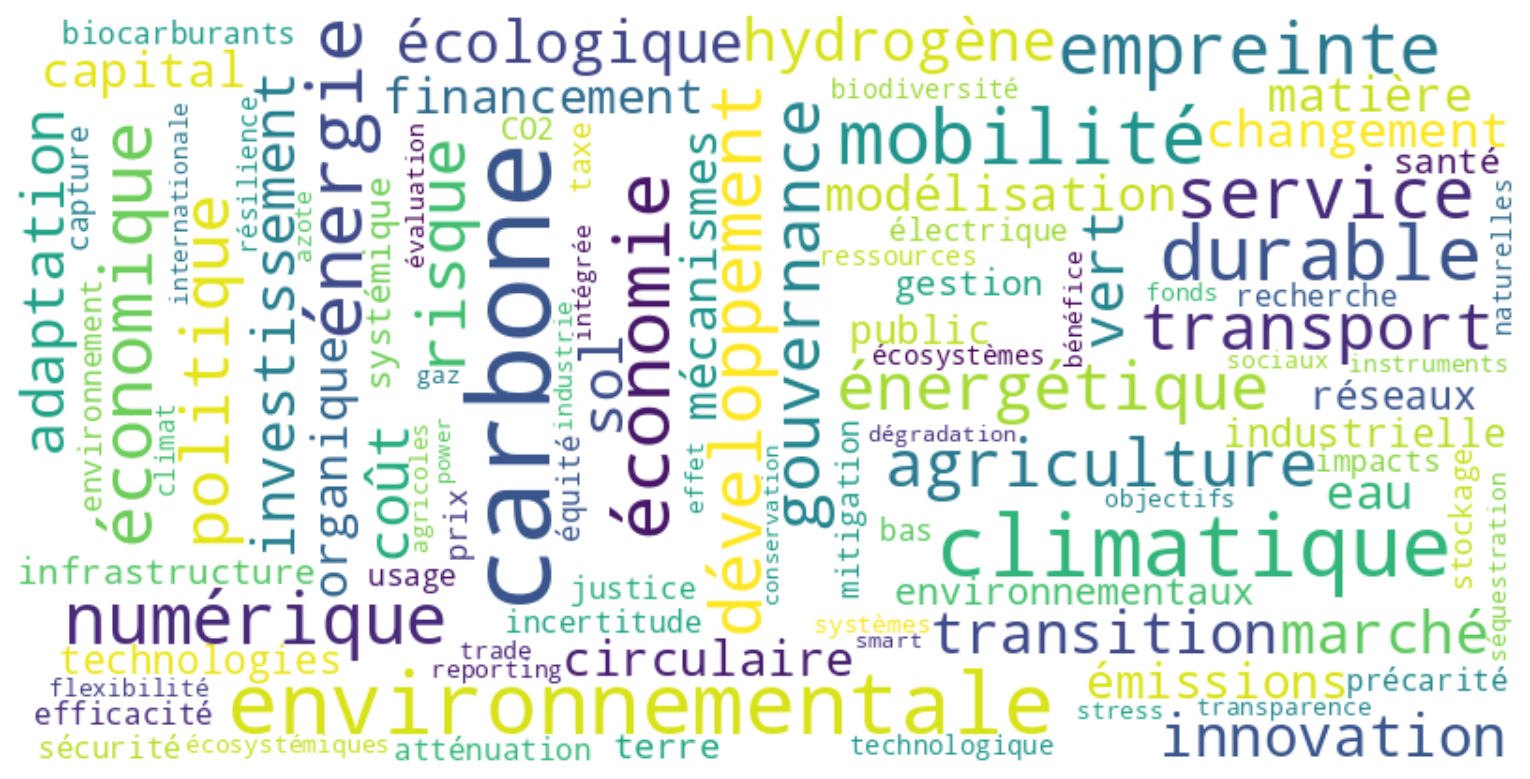 biocarburants
capital
énergie
écologique
hydrogène
empreinte
financement
biodiversité
matière
mobilité
changement
santé
adaptation
capture
économique
internationale
résilience
investissement
azote
politique
environnement
climat
systémique
évaluation
risque
CO2
taxe
carbone
intégrée
industrie
économie
mécanismes
développement
gouvernance
modélisation
service
électrique
ressources
vert
durable
naturelles
gestion
bénéfice
fonds
recherche
public
transport
écosystèmes
sociaux
instruments
énergétique
réseaux
organique
gaz
sol
coût
agricoles
power
prix
équité
effet
conservation
mitigation
dégradation
industrielle
agriculture
impacts
objectifs
eau
stockage
séquestration
bas
climatique
infrastructure
usage
justice
environnementaux
numérique
incertitude
systèmes
smart
transition
marché
technologies
trade
reporting
circulaire
flexibilité
efficacité
environnementale
émissions
précarité
stress
transparence
sécurité
écosystémiques
atténuation
terre
technologique
innovation